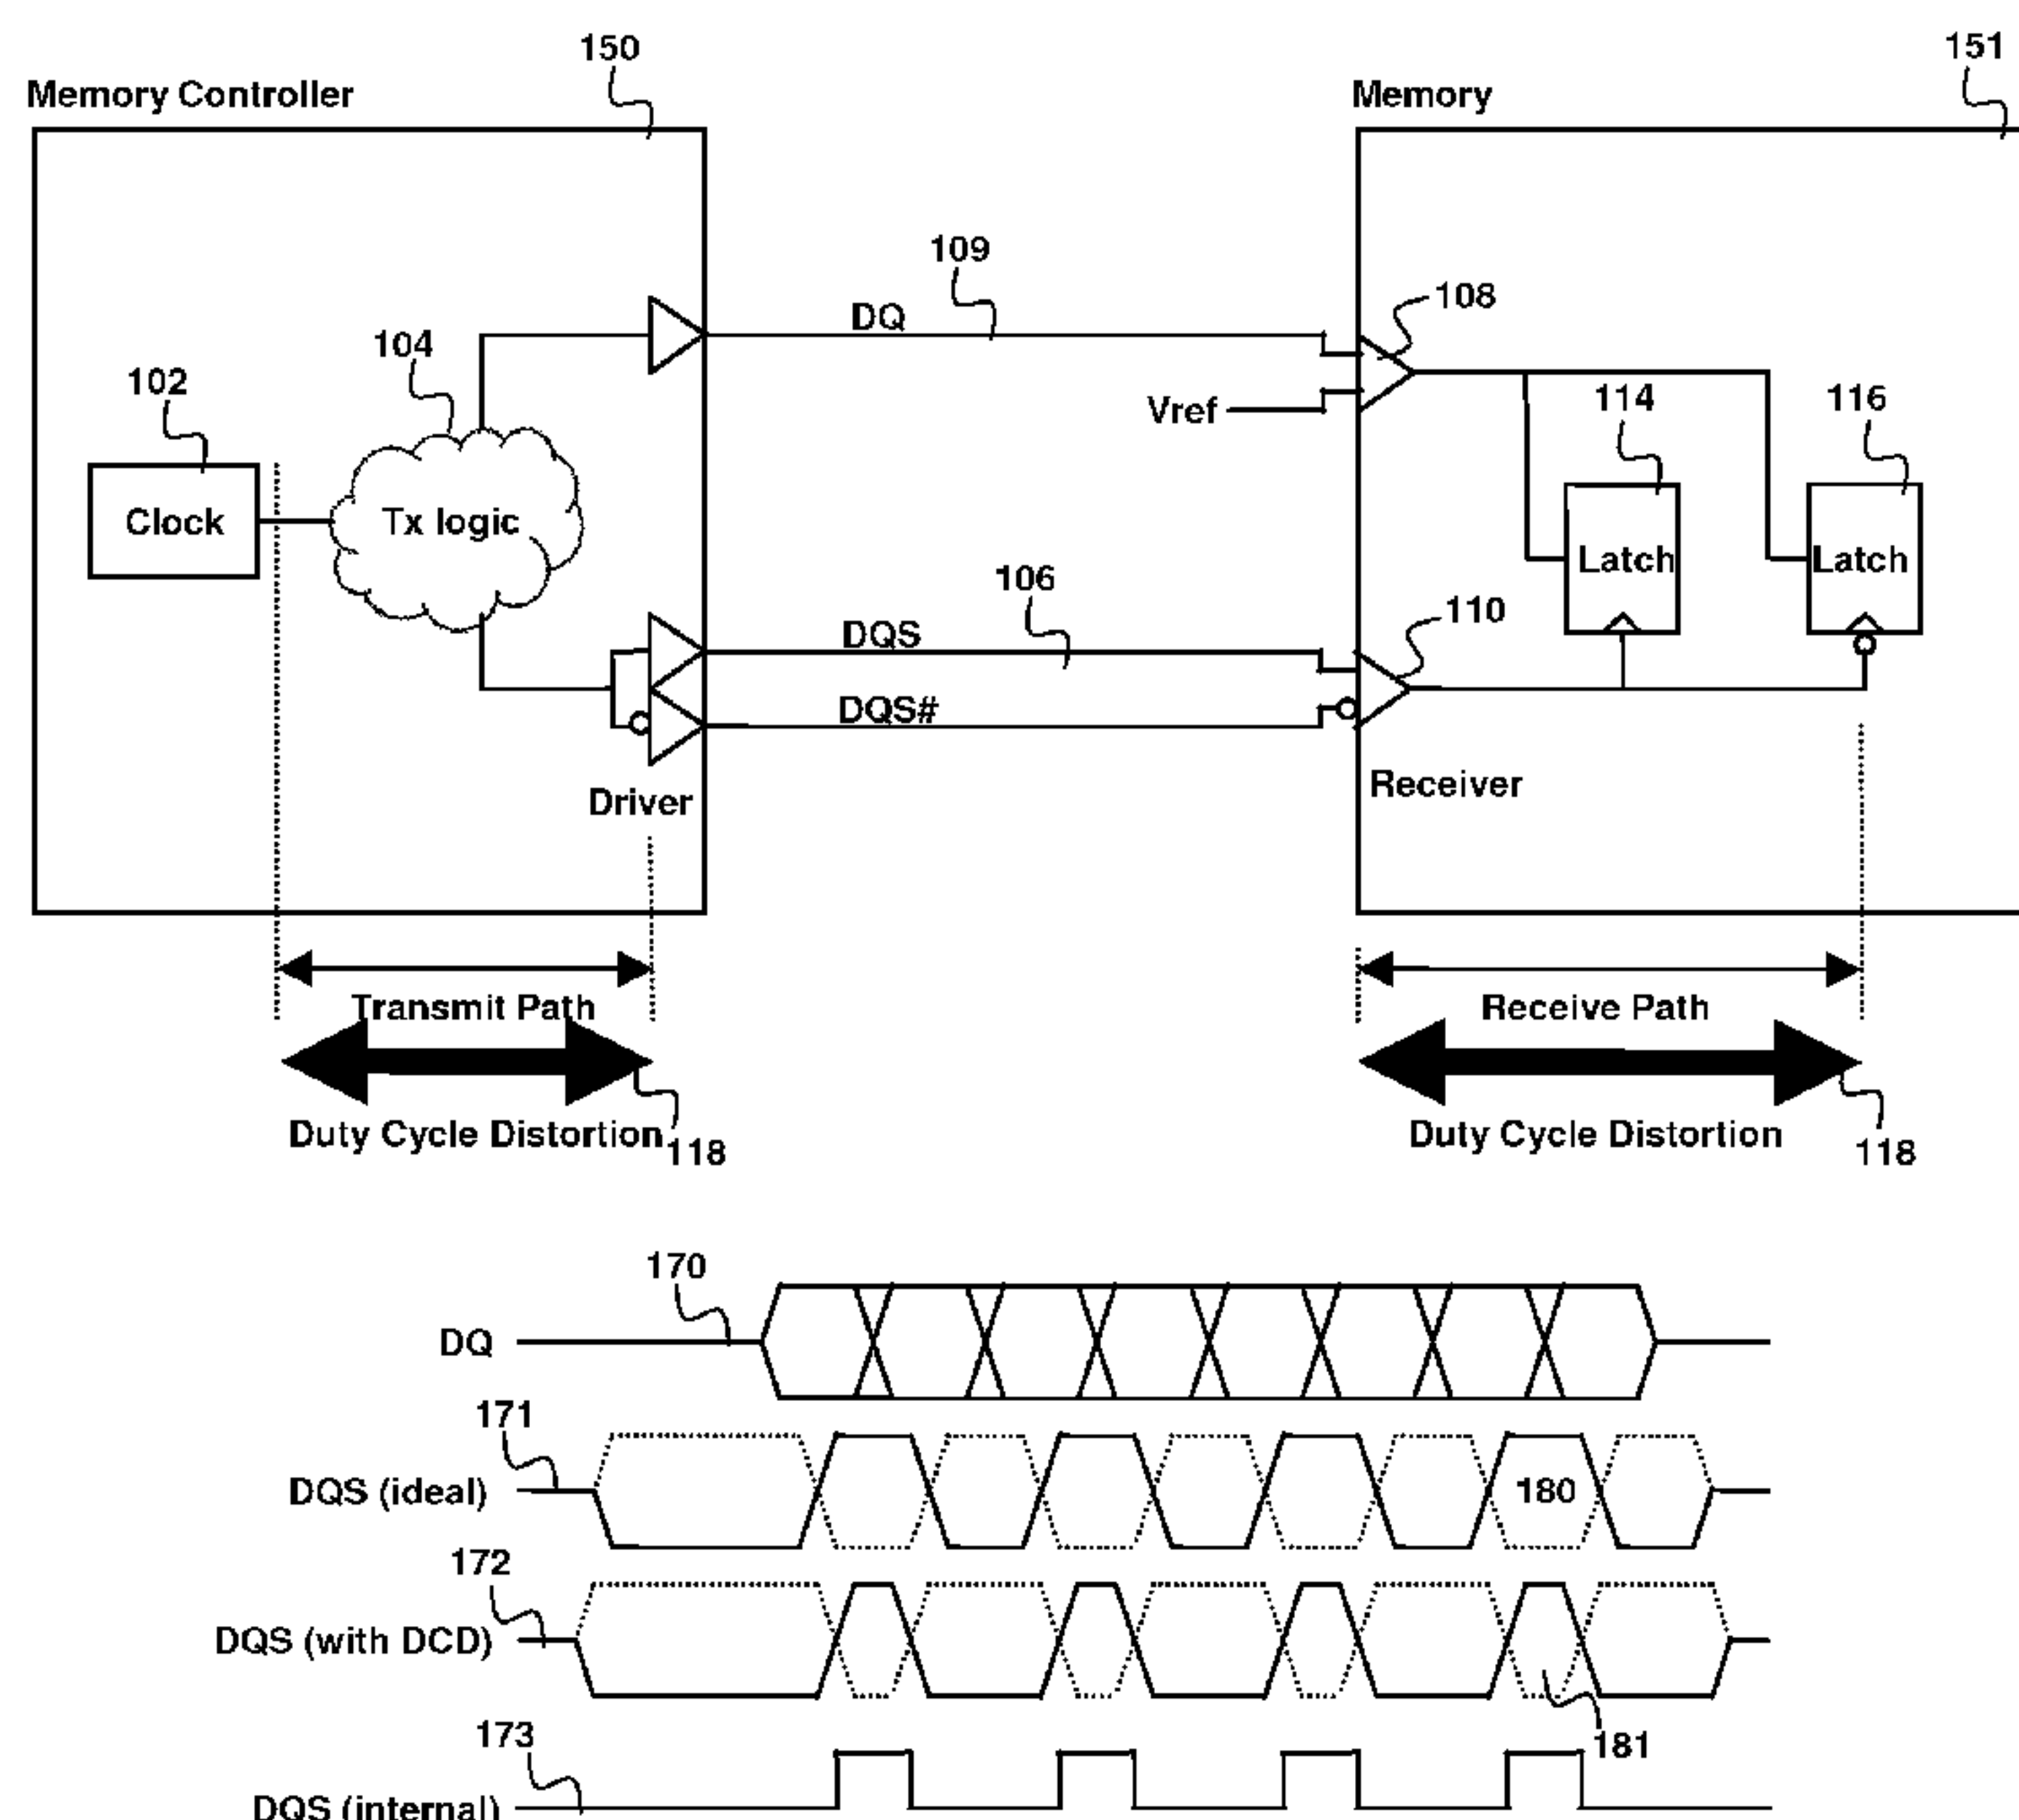 150
151
Memory Controller
Memory
109
DQ
108
104
102
Vref
114
116
Clock
Tx logic
Latch
Latch
106
110
DQS
DQS#
Driver
Receiver
Transmit Path
Receive Path
Duty Cycle Distortion
118
Duty Cycle Distortion
118
170
DQ
171
DQS (ideal)
180
172
DQS (with DCD)
181
173
DQS (internal)